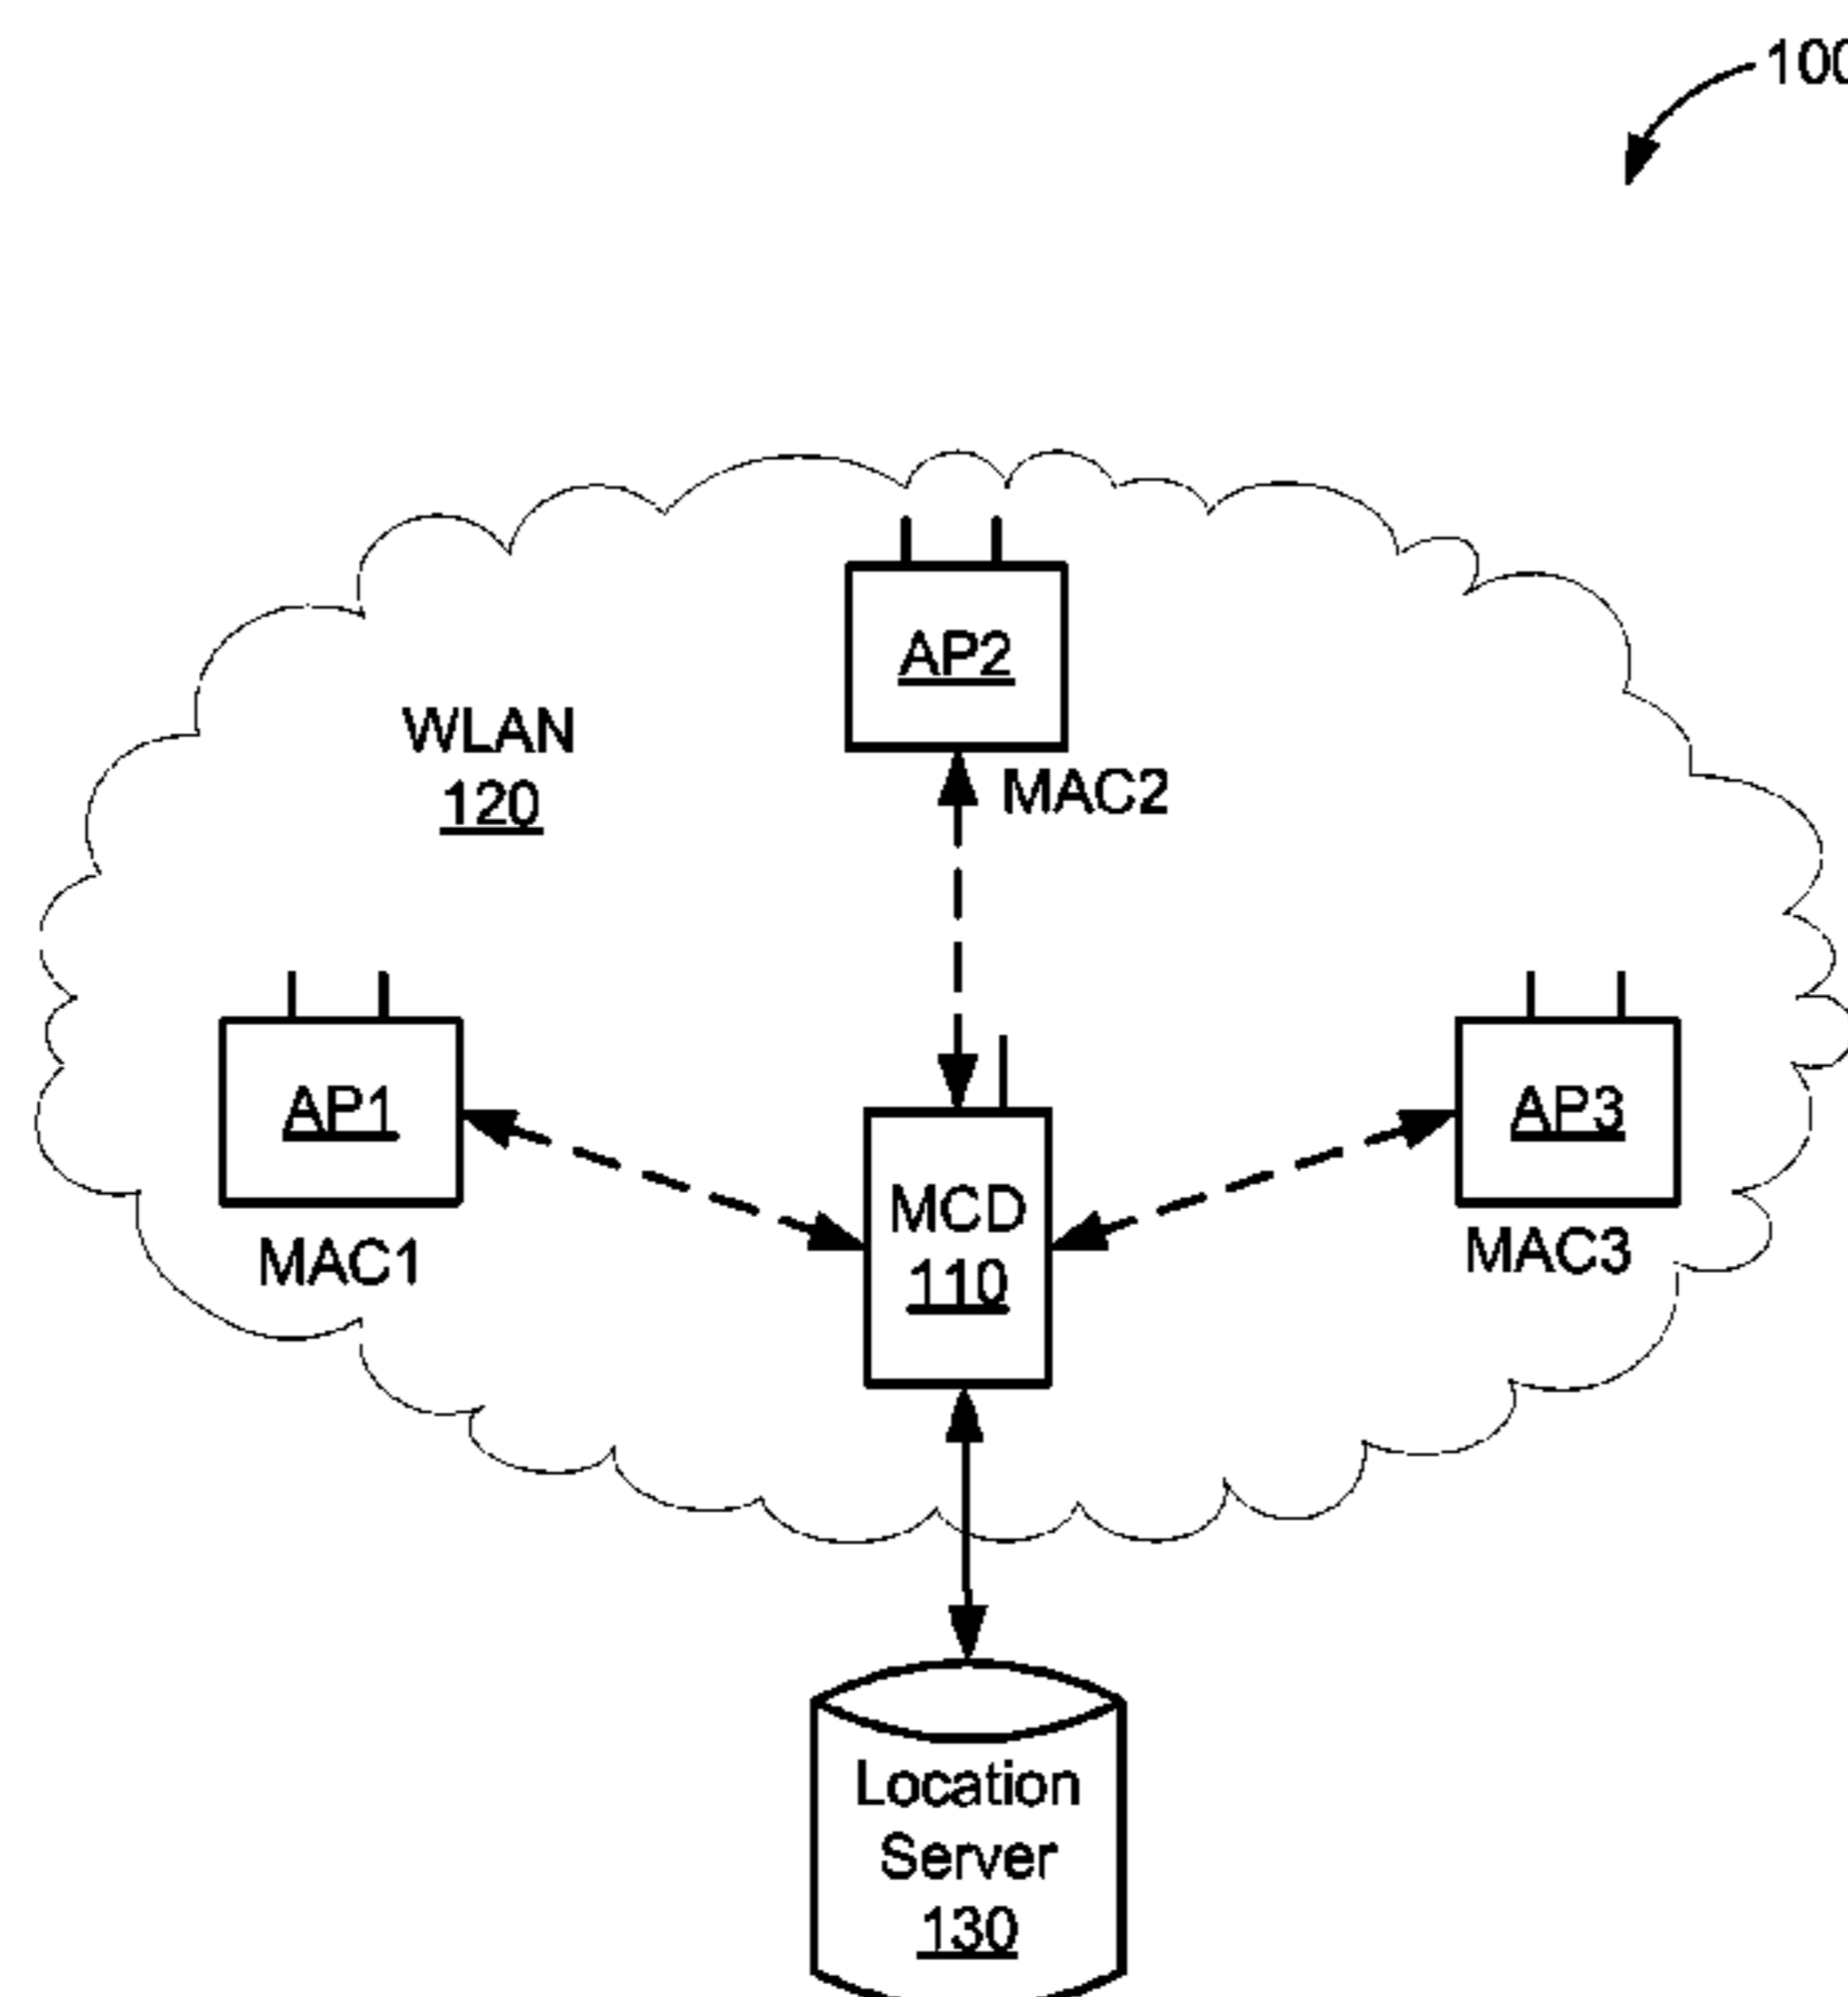 100
AP2
WLAN
120
MAC2
AP1
AP3
MCD
110
MAC1
MAC3
Location
Server
130